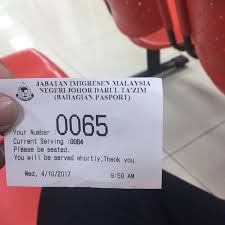 JABATAN IMIGRESEN MALAYSIA
NEGERI JOHOR DARUL TA'ZIM
(BAHAGIAN PASPORT)
Your Number 0065
Current Serving :0064
Please be seated.
You will be served shortly.Thank you.
Wed, 4/10/2017 8:50 AM